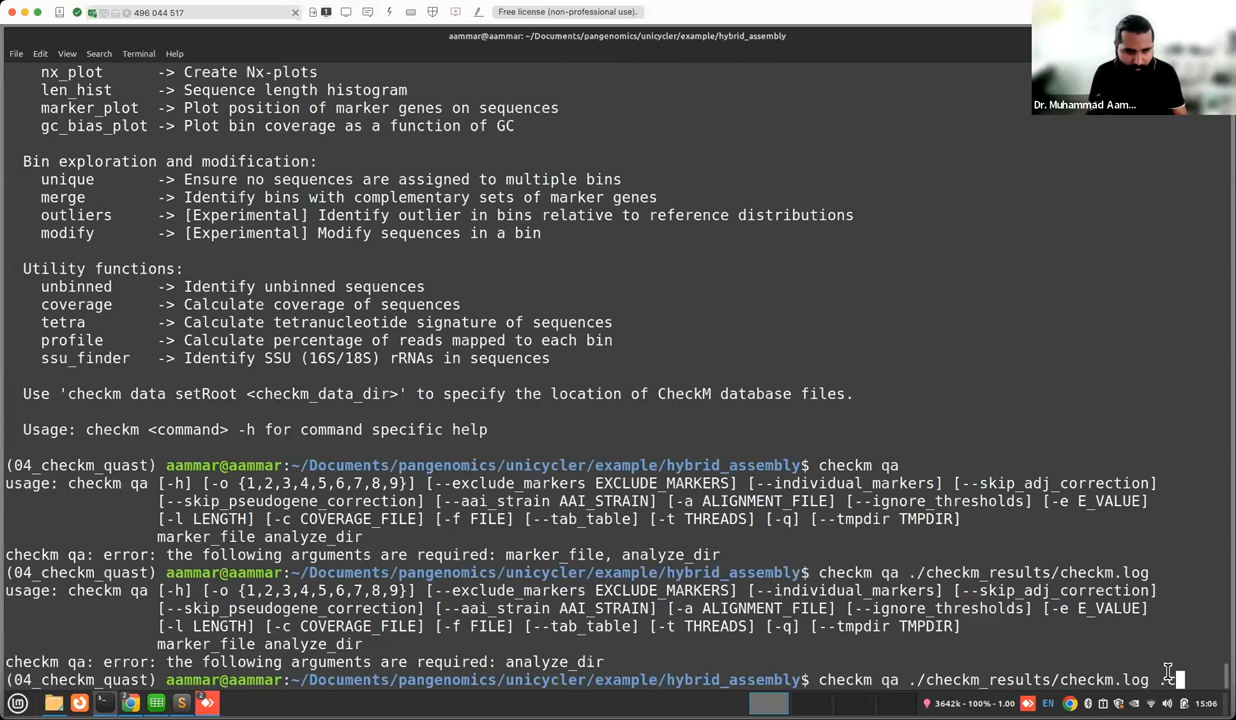 496 044 517
Free license (non-professional use).
aammar@aammar: ~/Documents/pangenomics/unicycler/example/hybrid_assembly
File Edit View Search Terminal Help
nx_plot -> Create Nx-plots
len_hist -> Sequence length histogram
marker_plot -> Plot position of marker genes on sequences
gc_bias_plot -> Plot bin coverage as a function of GC
Bin exploration and modification:
unique -> Ensure no sequences are assigned to multiple bins
merge -> Identify bins with complementary sets of marker genes
outliers -> [Experimental] Identify outlier in bins relative to reference distributions
modify -> [Experimental] Modify sequences in a bin
Utility functions:
unbinned -> Identify unbinned sequences
coverage -> Calculate coverage of sequences
tetra -> Calculate tetranucleotide signature of sequences
profile -> Calculate percentage of reads mapped to each bin
ssu_finder -> Identify SSU (16S/18S) rRNAs in sequences
Use 'checkm data setRoot <checkm_data_dir>' to specify the location of CheckM database files.
Usage: checkm <command> -h for command specific help
(04_checkm_quast) aammar@aammar:~/Documents/pangenomics/unicycler/example/hybrid_assembly$ checkm qa
usage: checkm qa [-h] [-o {1,2,3,4,5,6,7,8,9}] [--exclude_markers EXCLUDE_MARKERS] [--individual_markers] [--skip_adj_correction]
[--skip_pseudogene_correction] [--aai_strain AAI_STRAIN] [-a ALIGNMENT_FILE] [--ignore_thresholds] [-e E_VALUE]
[-l LENGTH] [-c COVERAGE_FILE] [-f FILE] [--tab_table] [-t THREADS] [-q] [--tmpdir TMPDIR]
marker_file analyze_dir
checkm qa: error: the following arguments are required: marker_file, analyze_dir
(04_checkm_quast) aammar@aammar:~/Documents/pangenomics/unicycler/example/hybrid_assembly$ checkm qa ./checkm_results/checkm.log
usage: checkm qa [-h] [-o {1,2,3,4,5,6,7,8,9}] [--exclude_markers EXCLUDE_MARKERS] [--individual_markers] [--skip_adj_correction]
[--skip_pseudogene_correction] [--aai_strain AAI_STRAIN] [-a ALIGNMENT_FILE] [--ignore_thresholds] [-e E_VALUE]
[-l LENGTH] [-c COVERAGE_FILE] [-f FILE] [--tab_table] [-t THREADS] [-q] [--tmpdir TMPDIR]
marker_file analyze_dir
checkm qa: error: the following arguments are required: analyze_dir
(04_checkm_quast) aammar@aammar:~/Documents/pangenomics/unicycler/example/hybrid_assembly$ checkm qa ./checkm_results/checkm.log
Dr. Muhammad Aam...
3642k - 100% - 1.00 EN 15:06